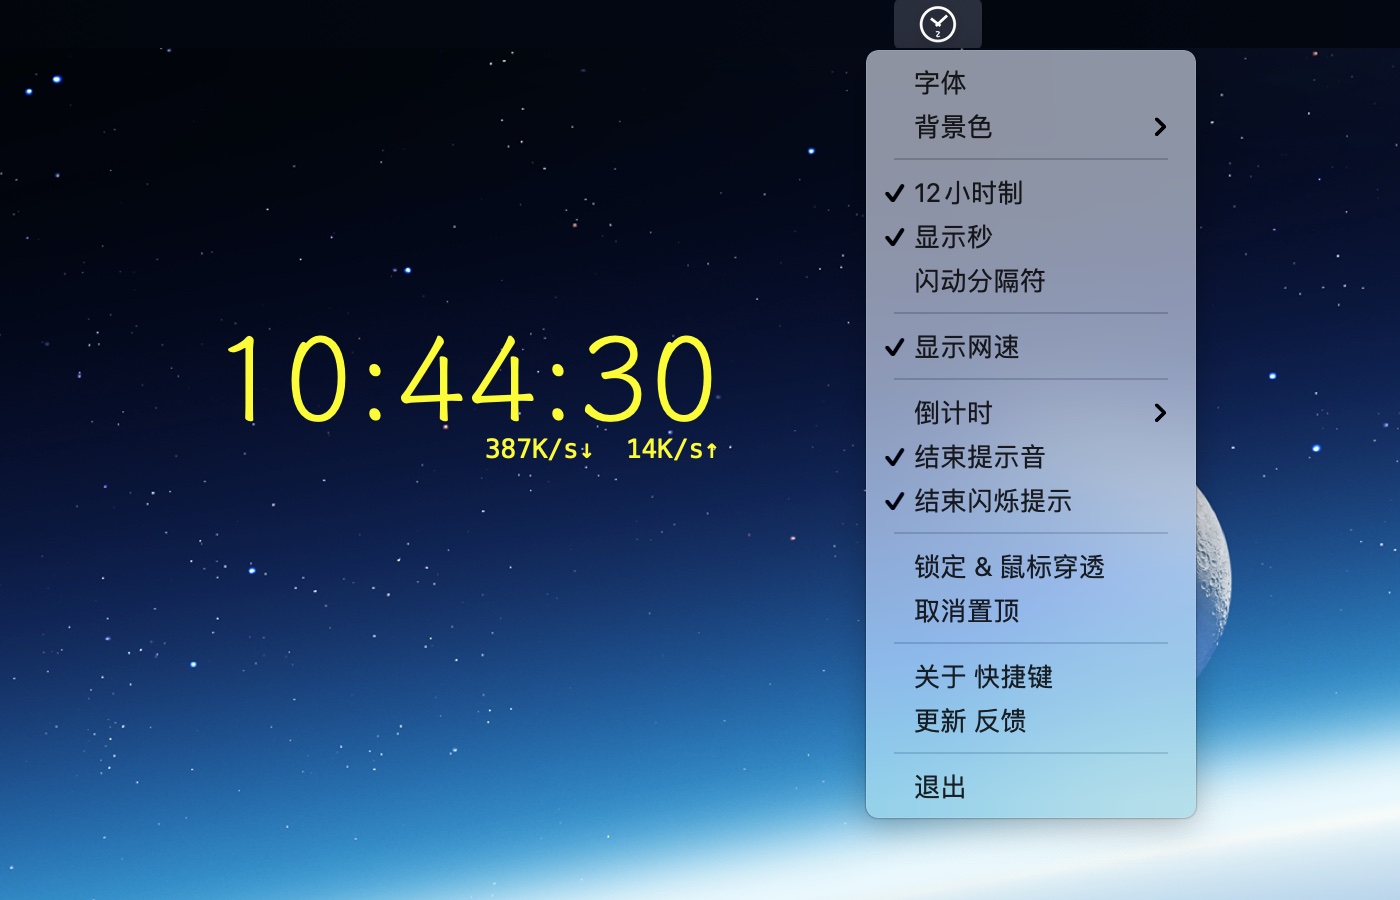 10:44:30
387K/s↓ 14K/s↑
字体
背景色
12小时制
显示秒
闪动分隔符
显示网速
倒计时
结束提示音
结束闪烁提示
锁定 & 鼠标穿透
取消置顶
关于 快捷键
更新 反馈
退出